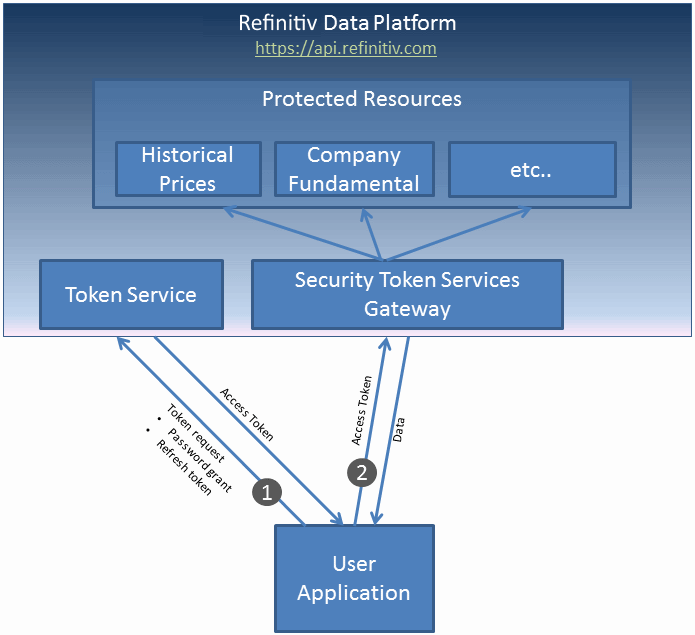 Refinitiv Data Platform
https://api.refinitiv.com
Protected Resources
Historical
Prices
Company
Fundamental
etc..
Token Service
Security Token Services
Gateway
Access Token
Token request
• Password grant
• Refresh token
1
Access Token
2
Data
User
Application